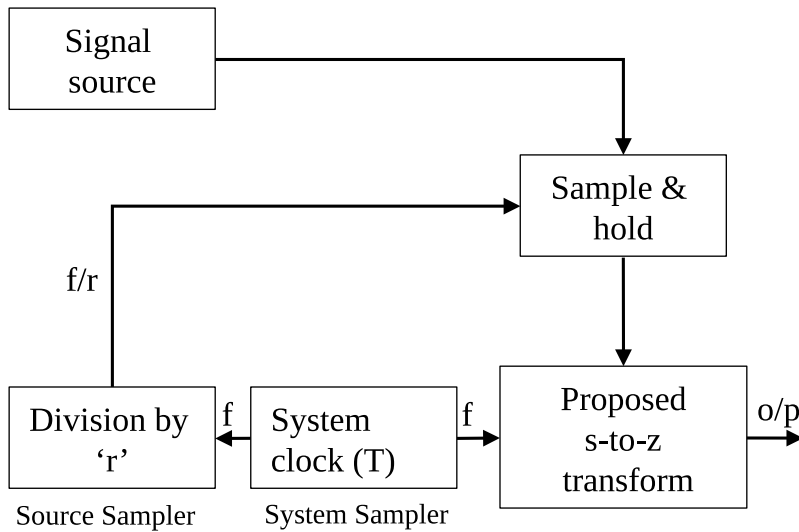 Signal
source
Sample &
hold
f/r
Division by
‘r’
f
System
clock (T)
f
Proposed
s-to-z
transform
o/p
Source Sampler
System Sampler